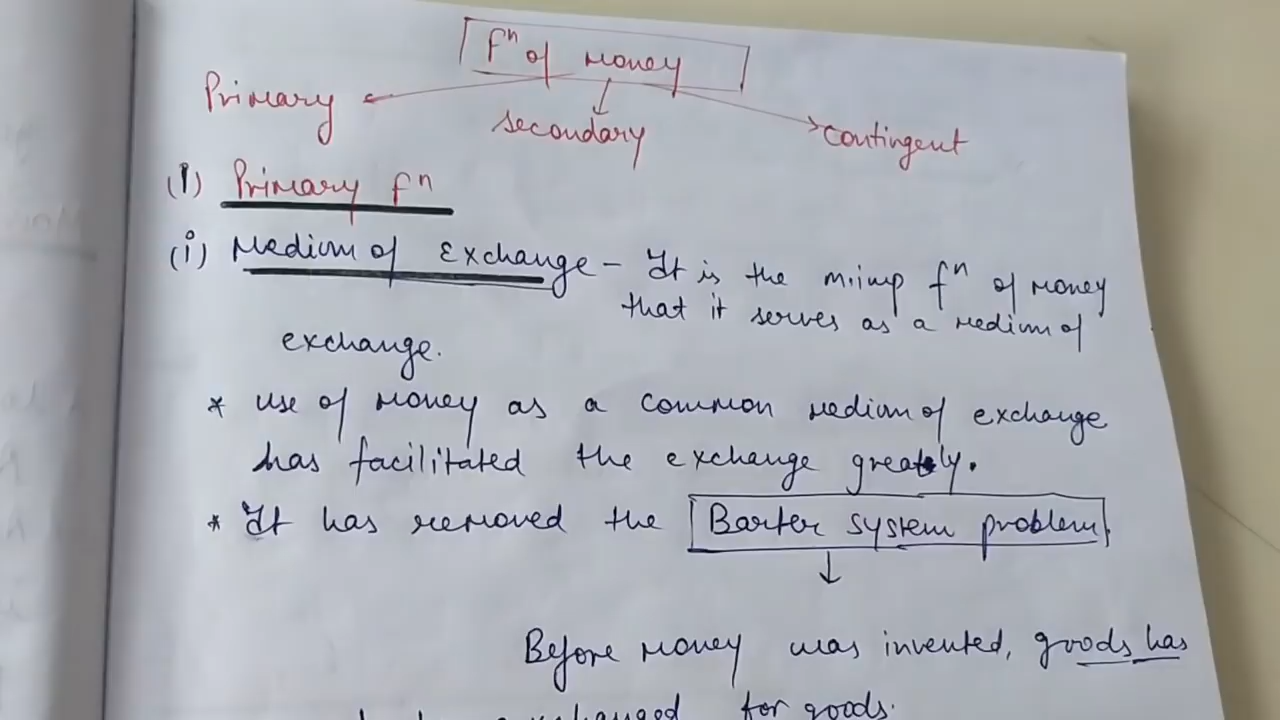 fⁿ of money
Primary
secondary
contingent
(1) Primary fⁿ
(i) Medium of Exchange - It is the m.imp fⁿ of money
that it serves as a medium of
exchange.
* use of money as a common medium of exchange
has facilitated the exchange greatly.
* It has removed the Barter system problem
↓
Before money was invented, goods has
exchanged for goods.